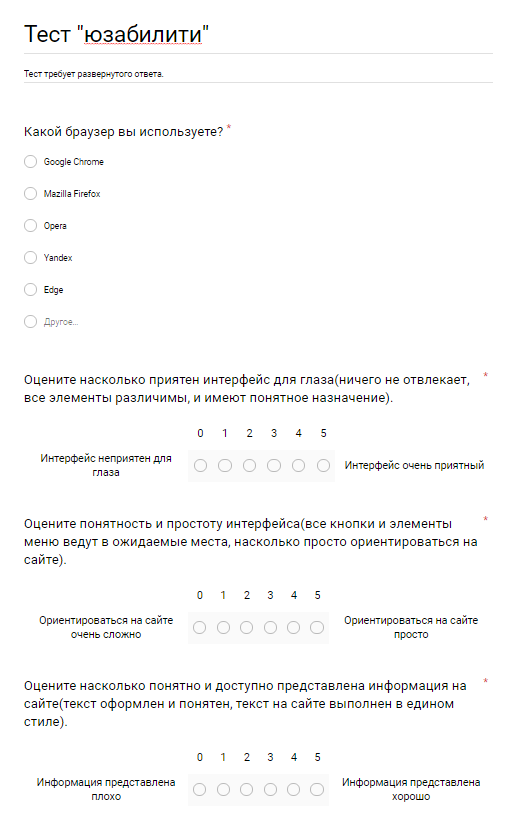 Тест "юзабилити"
Тест требует развернутого ответа.
Какой браузер вы используете? *
Google Chrome
Mazilla Firefox
Opera
Yandex
Edge
Другое...
Оцените насколько приятен интерфейс для глаза(ничего не отвлекает, *
все элементы различимы, и имеют понятное назначение).
0 1 2 3 4 5
Интерфейс неприятен для
глаза
Интерфейс очень приятный
Оцените понятность и простоту интерфейса(все кнопки и элементы *
меню ведут в ожидаемые места, насколько просто ориентироваться на
сайте).
0 1 2 3 4 5
Ориентироваться на сайте
очень сложно
Ориентироваться на сайте
просто
Оцените насколько понятно и доступно представлена информация на *
сайте(текст оформлен и понятен, текст на сайте выполнен в едином
стиле).
0 1 2 3 4 5
Информация представлена
плохо
Информация представлена
хорошо